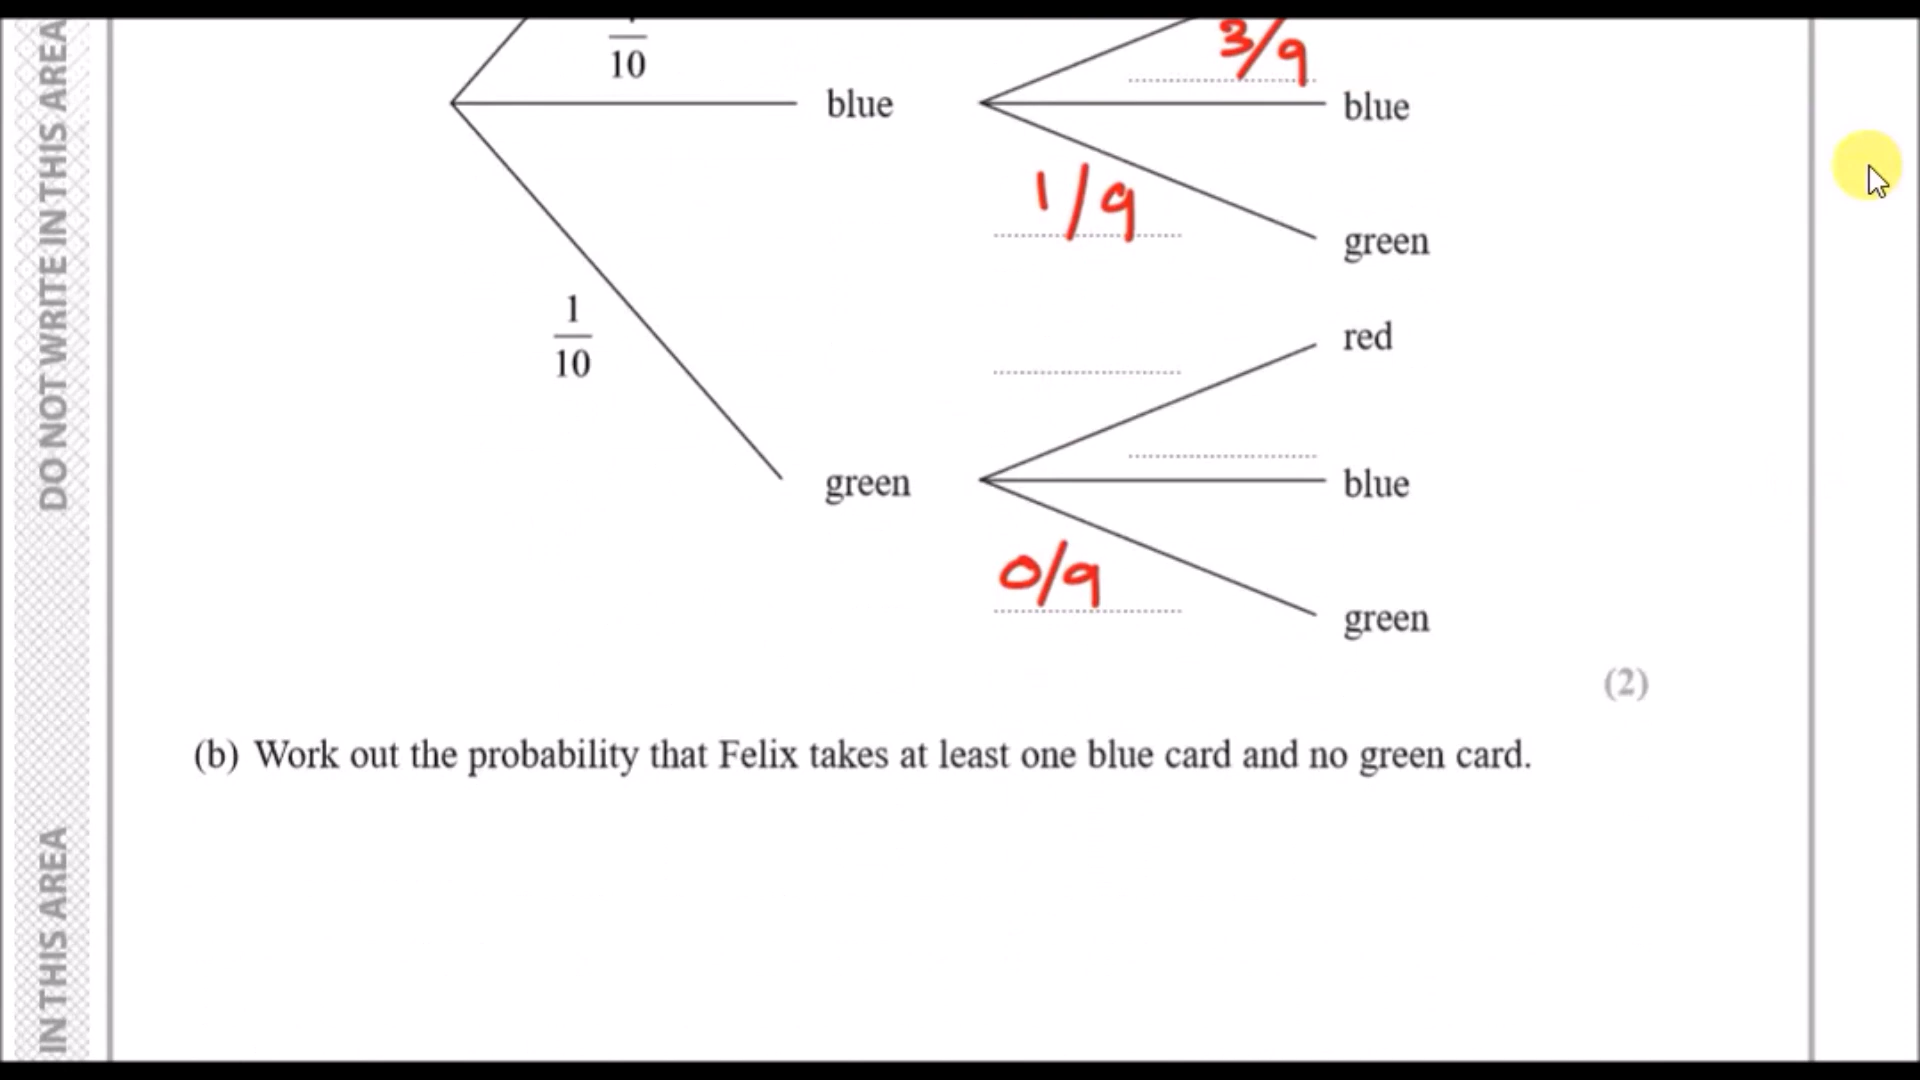 DO NOT WRITE IN THIS AREA
10
3/9
blue
blue
1/9
green
1
10
red
green
blue
0/9
green
(2)
(b) Work out the probability that Felix takes at least one blue card and no green card.
IN THIS AREA